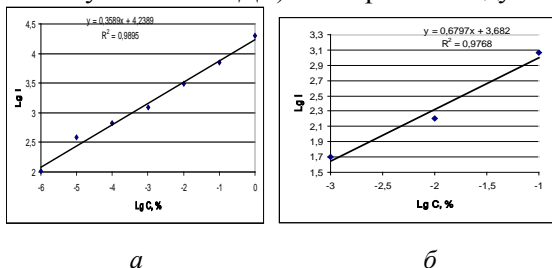 y = 0,3589x + 4,2389
R² = 0,9895
Lg I
4,5
4
3,5
3
2,5
2
-6 -5 -4 -3 -2 -1 0
Lg C, %
y = 0,6797x + 3,682
R² = 0,9768
Lg I
3,3
3,1
2,9
2,7
2,5
2,3
2,1
1,9
1,7
1,5
-3 -2,5 -2 -1,5 -1
Lg C, %
а б